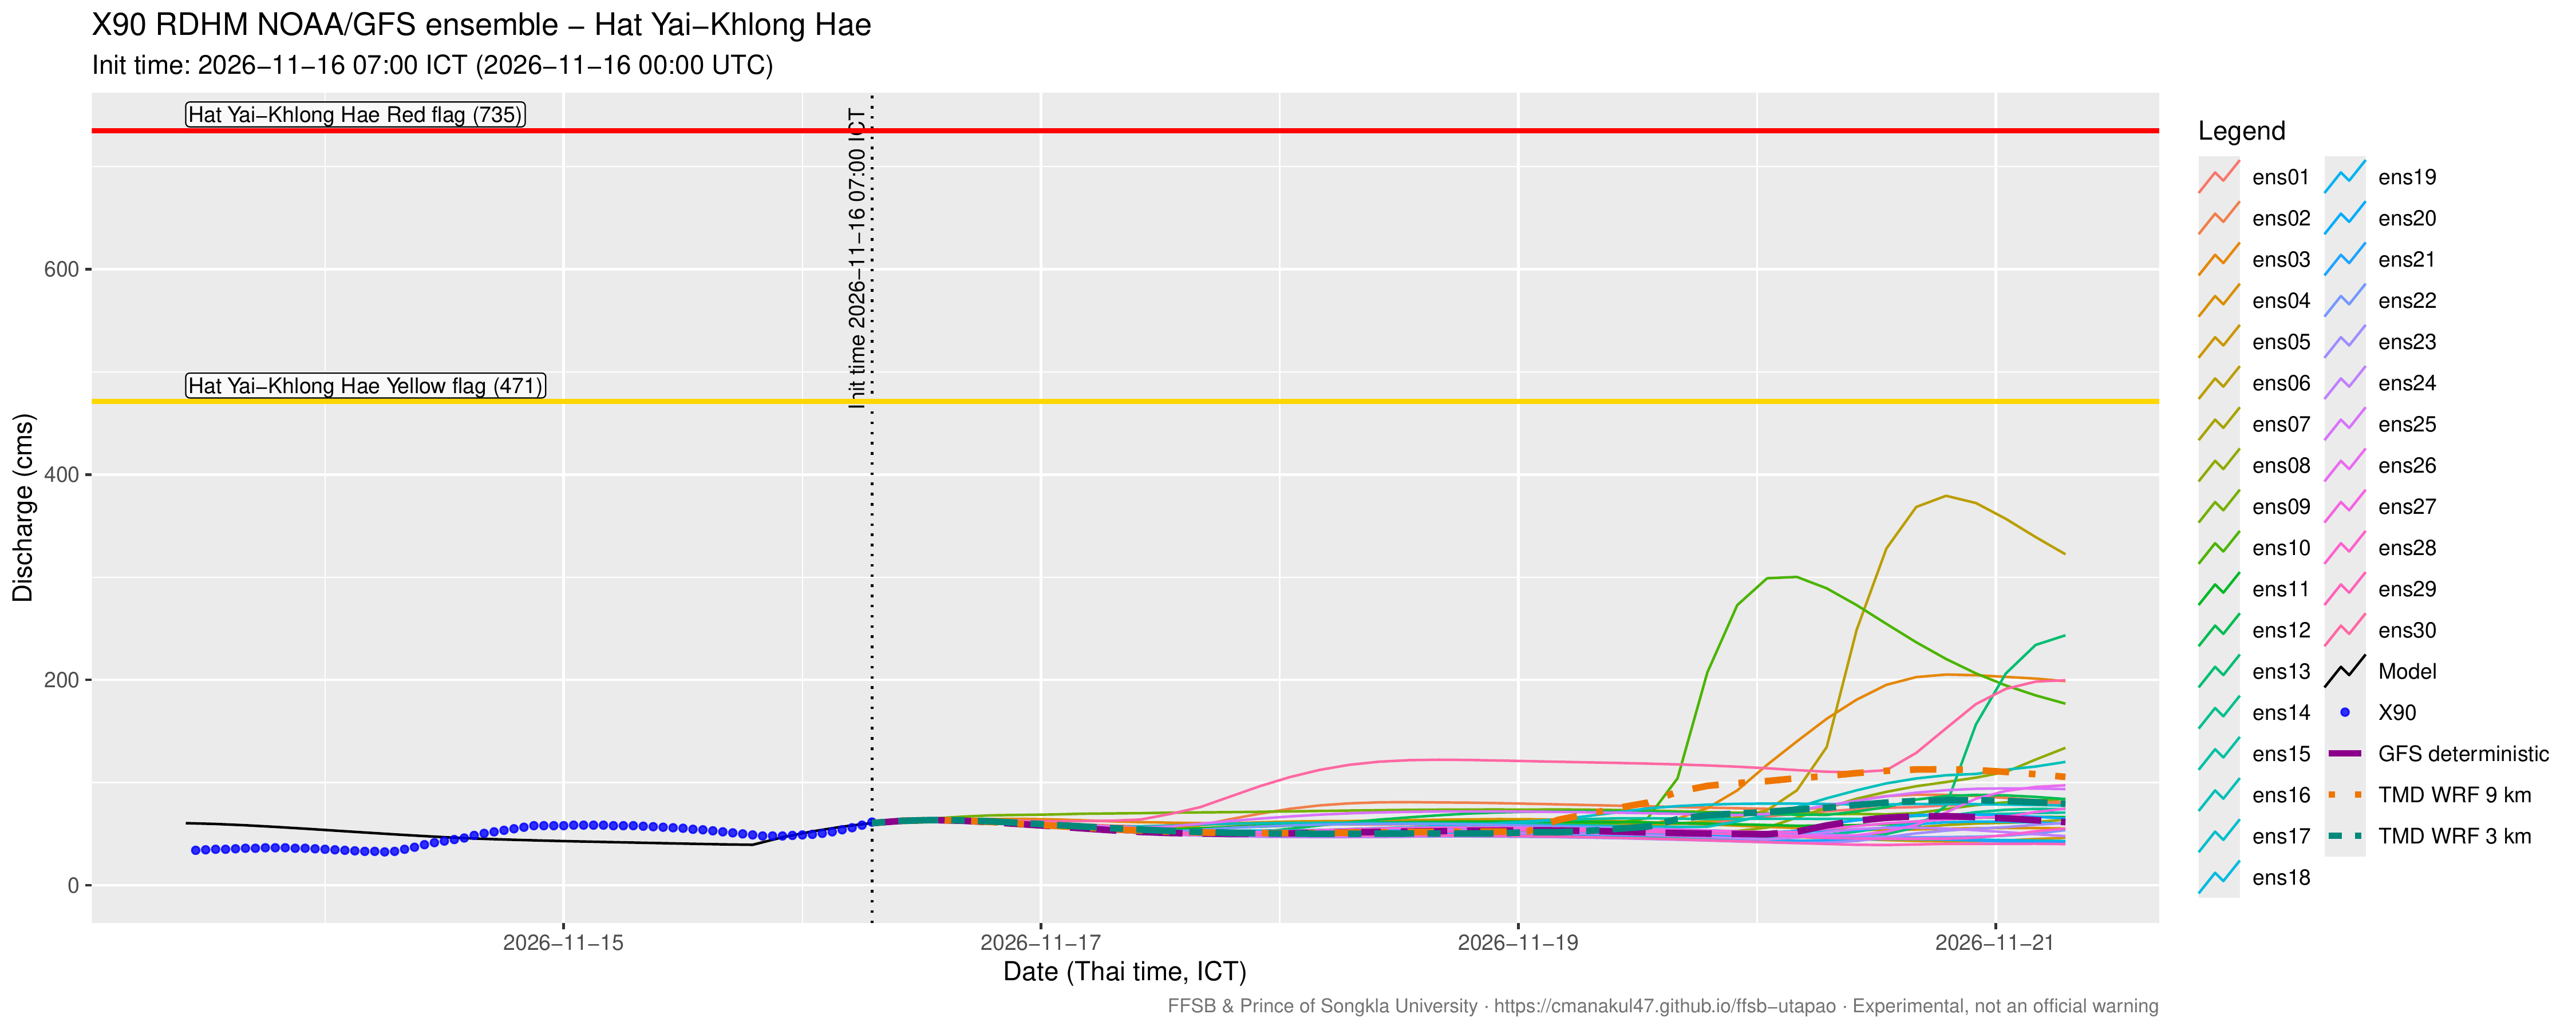 X90 RDHM NOAA/GFS ensemble – Hat Yai–Khlong Hae
Init time: 2026–11–16 07:00 ICT (2026–11–16 00:00 UTC)
Hat Yai–Khlong Hae Red flag (735)
Hat Yai–Khlong Hae Yellow flag (471)
Init time 2026–11–16 07:00 ICT
Discharge (cms)
600
400
200
0
2026–11–15
2026–11–17
2026–11–19
2026–11–21
Date (Thai time, ICT)
FFSB & Prince of Songkla University · https://cmanakul47.github.io/ffsb–utapao · Experimental, not an official warning
Legend
ens01
ens02
ens03
ens04
ens05
ens06
ens07
ens08
ens09
ens10
ens11
ens12
ens13
ens14
ens15
ens16
ens17
ens18
ens19
ens20
ens21
ens22
ens23
ens24
ens25
ens26
ens27
ens28
ens29
ens30
Model
X90
GFS deterministic
TMD WRF 9 km
TMD WRF 3 km